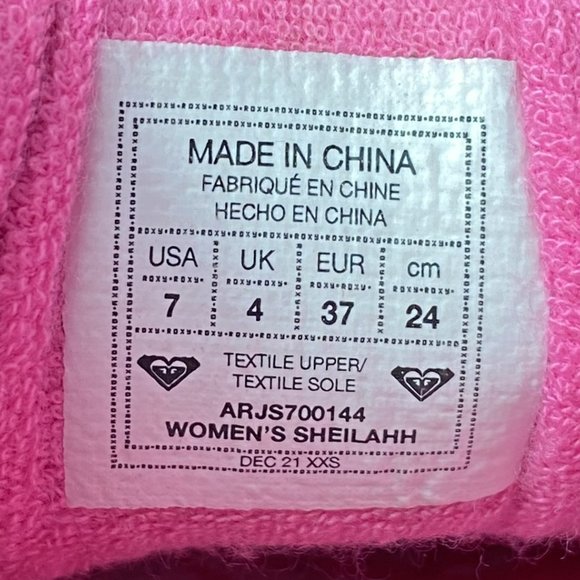 MADE IN CHINA
FABRIQUÉ EN CHINE
HECHO EN CHINA
USA UK EUR cm
7 4 37 24
TEXTILE UPPER/
TEXTILE SOLE
ARJS700144
WOMEN'S SHEILAHH
DEC 21 XXS